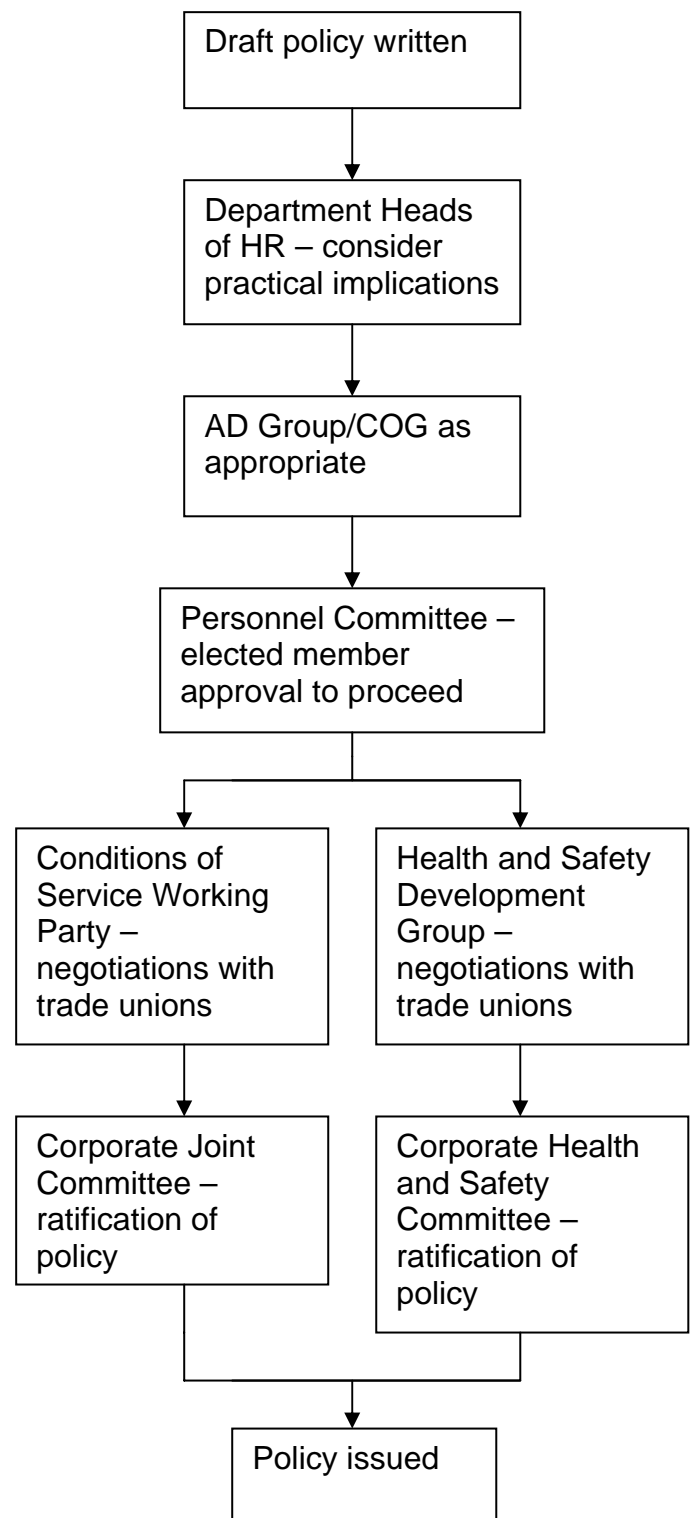 Draft policy written
Department Heads
of HR – consider
practical implications
AD Group/COG as
appropriate
Personnel Committee –
elected member
approval to proceed
Conditions of
Service Working
Party –
negotiations with
trade unions
Health and Safety
Development
Group –
negotiations with
trade unions
Corporate Joint
Committee –
ratification of
policy
Corporate Health
and Safety
Committee –
ratification of
policy
Policy issued